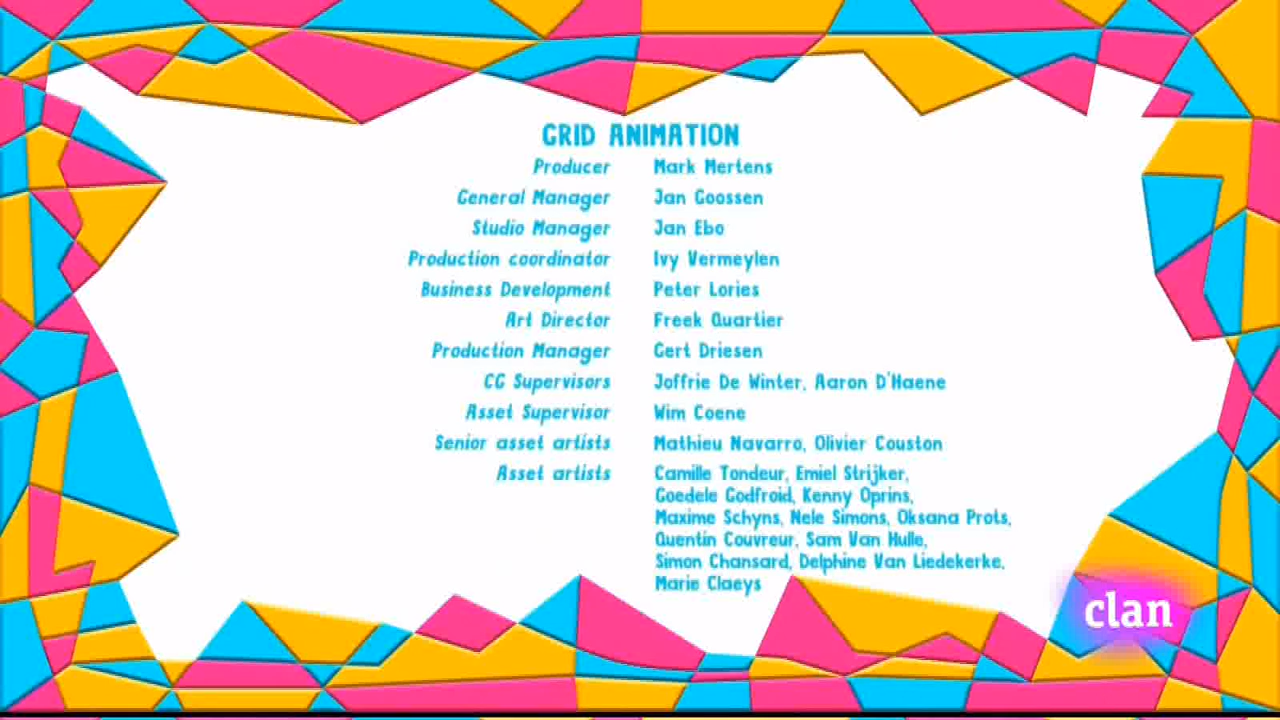 GRID ANIMATION
Producer Mark Mertens
General Manager Jan Goossen
Studio Manager Jan Ebo
Production coordinator Ivy Vermeylen
Business Development Peter Lories
Art Director Freek Quartier
Production Manager Gert Driesen
CG Supervisors Joffrie De Winter, Aaron D'Haene
Asset Supervisor Wim Coene
Senior asset artists Mathieu Navarro, Olivier Couston
Asset artists Camille Tondeur, Emiel Strijker,
Goedele Godfroid, Kenny Oprins,
Maxime Schyns, Nele Simons, Oksana Prots,
Quentin Couvreur, Sam Van Hulle,
Simon Chansard, Delphine Van Liedekerke,
Marie Claeys
clan